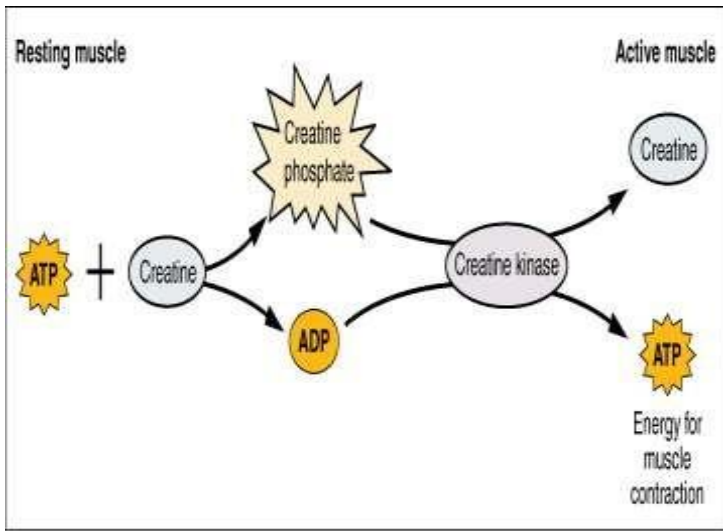 Resting muscle
Active muscle
Creatine
phosphate
Creatine
ATP
+
Creatine
Creatine kinase
ADP
ATP
Energy for
muscle
contraction